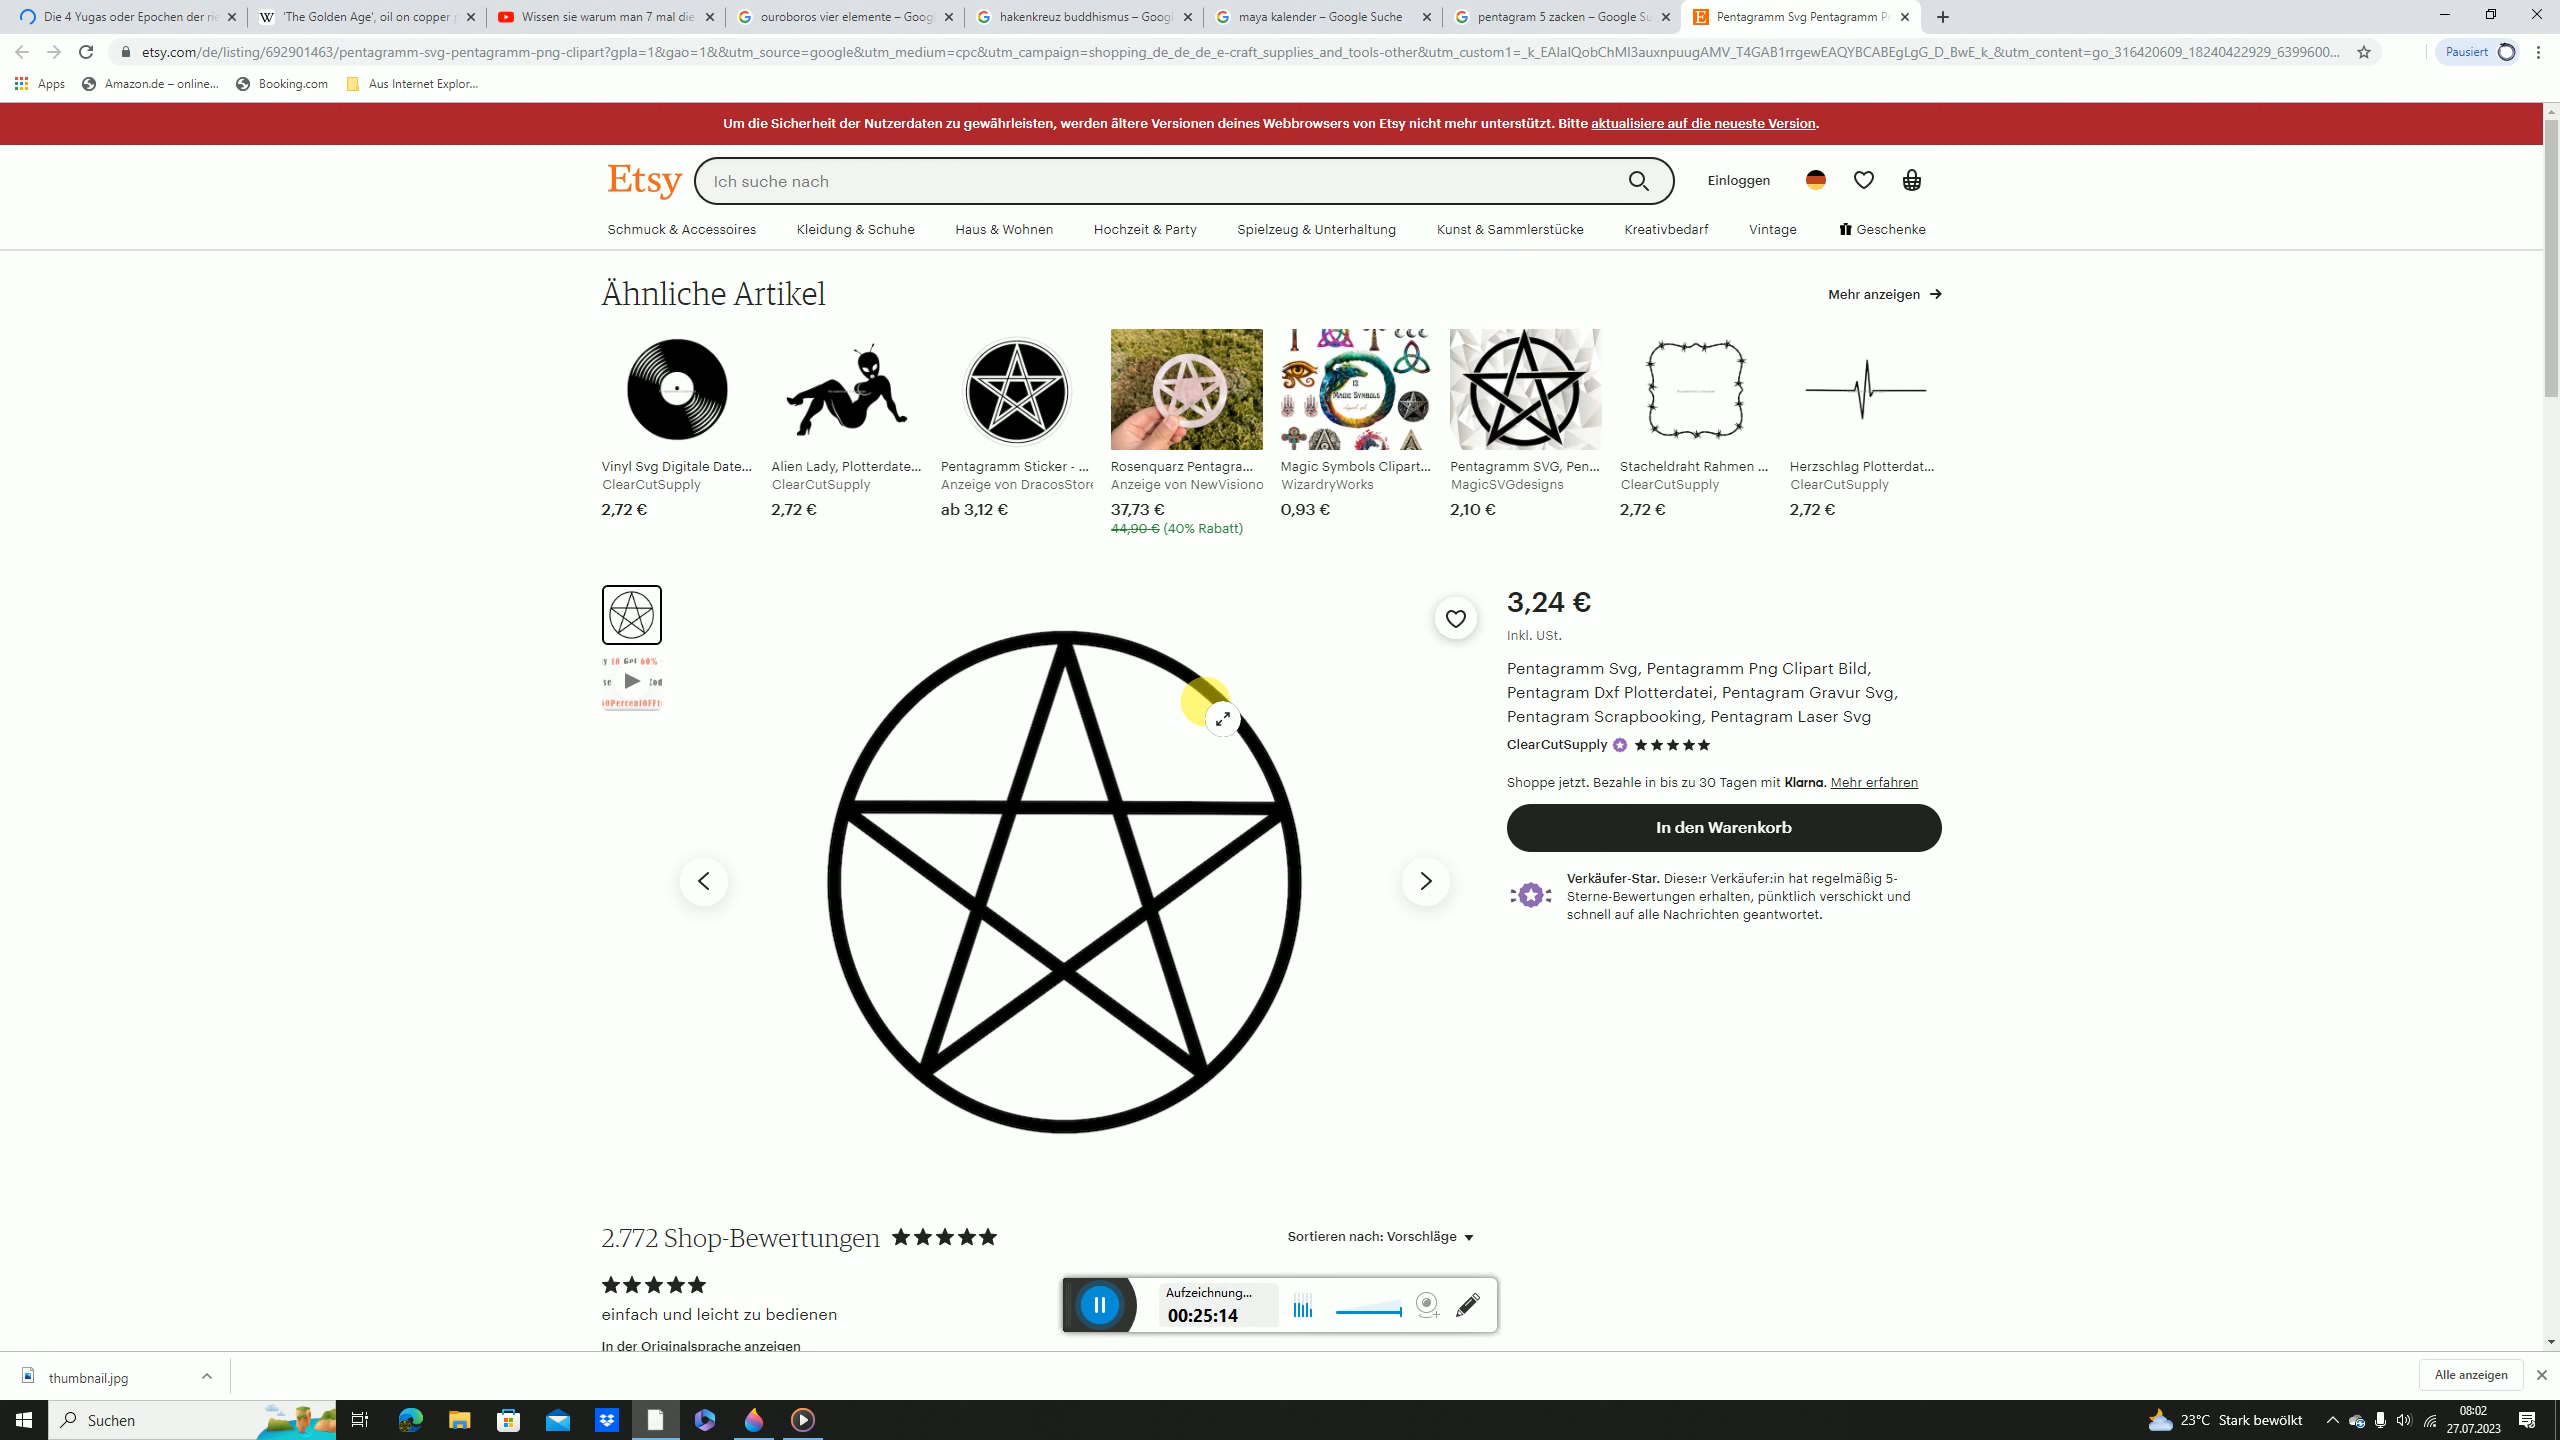 Die 4 Yugas oder Epochen der rie
'The Golden Age', oil on copper p
Wissen sie warum man 7 mal die
ouroboros vier elemente – Googl
hakenkreuz buddhismus – Googl
maya kalender – Google Suche
pentagram 5 zacken – Google Su
Pentagramm Svg Pentagramm P
etsy.com/de/listing/692901463/pentagramm-svg-pentagramm-png-clipart?gpla=1&gao=1&&utm_source=google&utm_medium=cpc&utm_campaign=shopping_de_de_de_e-craft_supplies_and_tools-other&utm_custom1=_k_EAIaIQobChMI3auxnpuugAMV_T4GAB1rrgewEAQYBCABEgLgG_D_BwE_k_&utm_content=go_316420609_18240422929_6399600...
Pausiert
Apps
Amazon.de – online...
Booking.com
Aus Internet Explor...
Um die Sicherheit der Nutzerdaten zu gewährleisten, werden ältere Versionen deines Webbrowsers von Etsy nicht mehr unterstützt. Bitte aktualisiere auf die neueste Version.
Etsy
Ich suche nach
Einloggen
Schmuck & Accessoires
Kleidung & Schuhe
Haus & Wohnen
Hochzeit & Party
Spielzeug & Unterhaltung
Kunst & Sammlerstücke
Kreativbedarf
Vintage
Geschenke
Ähnliche Artikel
Mehr anzeigen
13
MAGIC SYMBOLS
Vinyl Svg Digitale Date...
ClearCutSupply
2,72 €
Alien Lady, Plotterdate...
ClearCutSupply
2,72 €
Pentagramm Sticker - ...
Anzeige von DracosStore
ab 3,12 €
Rosenquarz Pentagra...
Anzeige von NewVisiono
37,73 €
44,90 € (40% Rabatt)
Magic Symbols Clipart...
WizardryWorks
0,93 €
Pentagramm SVG, Pen...
MagicSVGdesigns
2,10 €
Stacheldraht Rahmen ...
ClearCutSupply
2,72 €
Herzschlag Plotterdat...
ClearCutSupply
2,72 €
y 10 Get 60%
se
Cod
50PercentOFF1
3,24 €
Inkl. USt.
Pentagramm Svg, Pentagramm Png Clipart Bild,
Pentagram Dxf Plotterdatei, Pentagram Gravur Svg,
Pentagram Scrapbooking, Pentagram Laser Svg
ClearCutSupply
Shoppe jetzt. Bezahle in bis zu 30 Tagen mit Klarna. Mehr erfahren
In den Warenkorb
Verkäufer-Star. Diese:r Verkäufer:in hat regelmäßig 5-
Sterne-Bewertungen erhalten, pünktlich verschickt und
schnell auf alle Nachrichten geantwortet.
2.772 Shop-Bewertungen
Sortieren nach: Vorschläge
einfach und leicht zu bedienen
In der Originalsprache anzeigen
Aufzeichnung...
00:25:14
thumbnail.jpg
Alle anzeigen
Suchen
23°C Stark bewölkt
08:02
27.07.2023